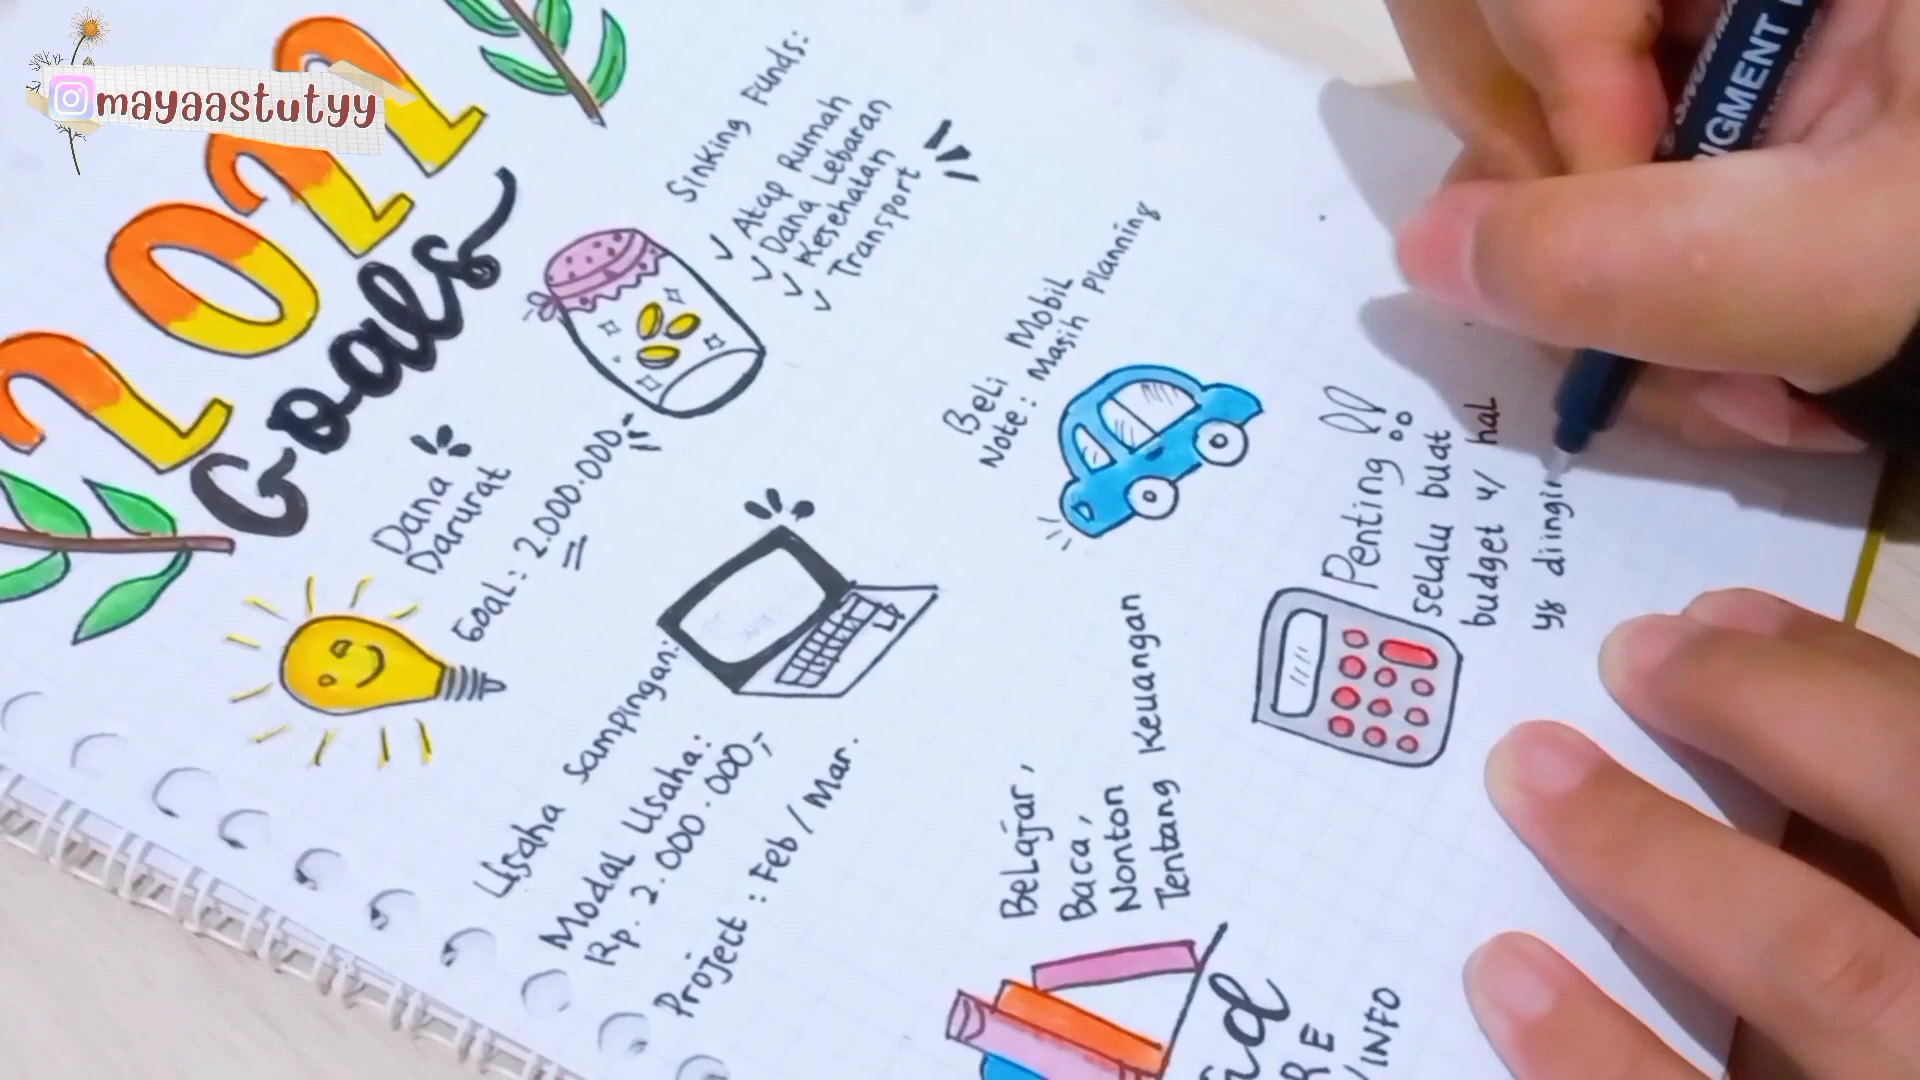 mayaastutyy
2022
Goals
Sinking Funds:
Atap Rumah
Dana Lebaran
Kesehatan
Transport
Dana
Darurat
Goal: 2.000.000,-
Beli Mobil
Note: Masih Planning
Usaha Sampingan:
Modal Usaha:
Rp. 2.000.000,-
Project : Feb / Mar.
Belajar,
Baca,
Nonton
Tentang Keuangan
Penting !!
selalu buat
budget u/ hal
yg diingin
RE
/INFO
PIGMENT